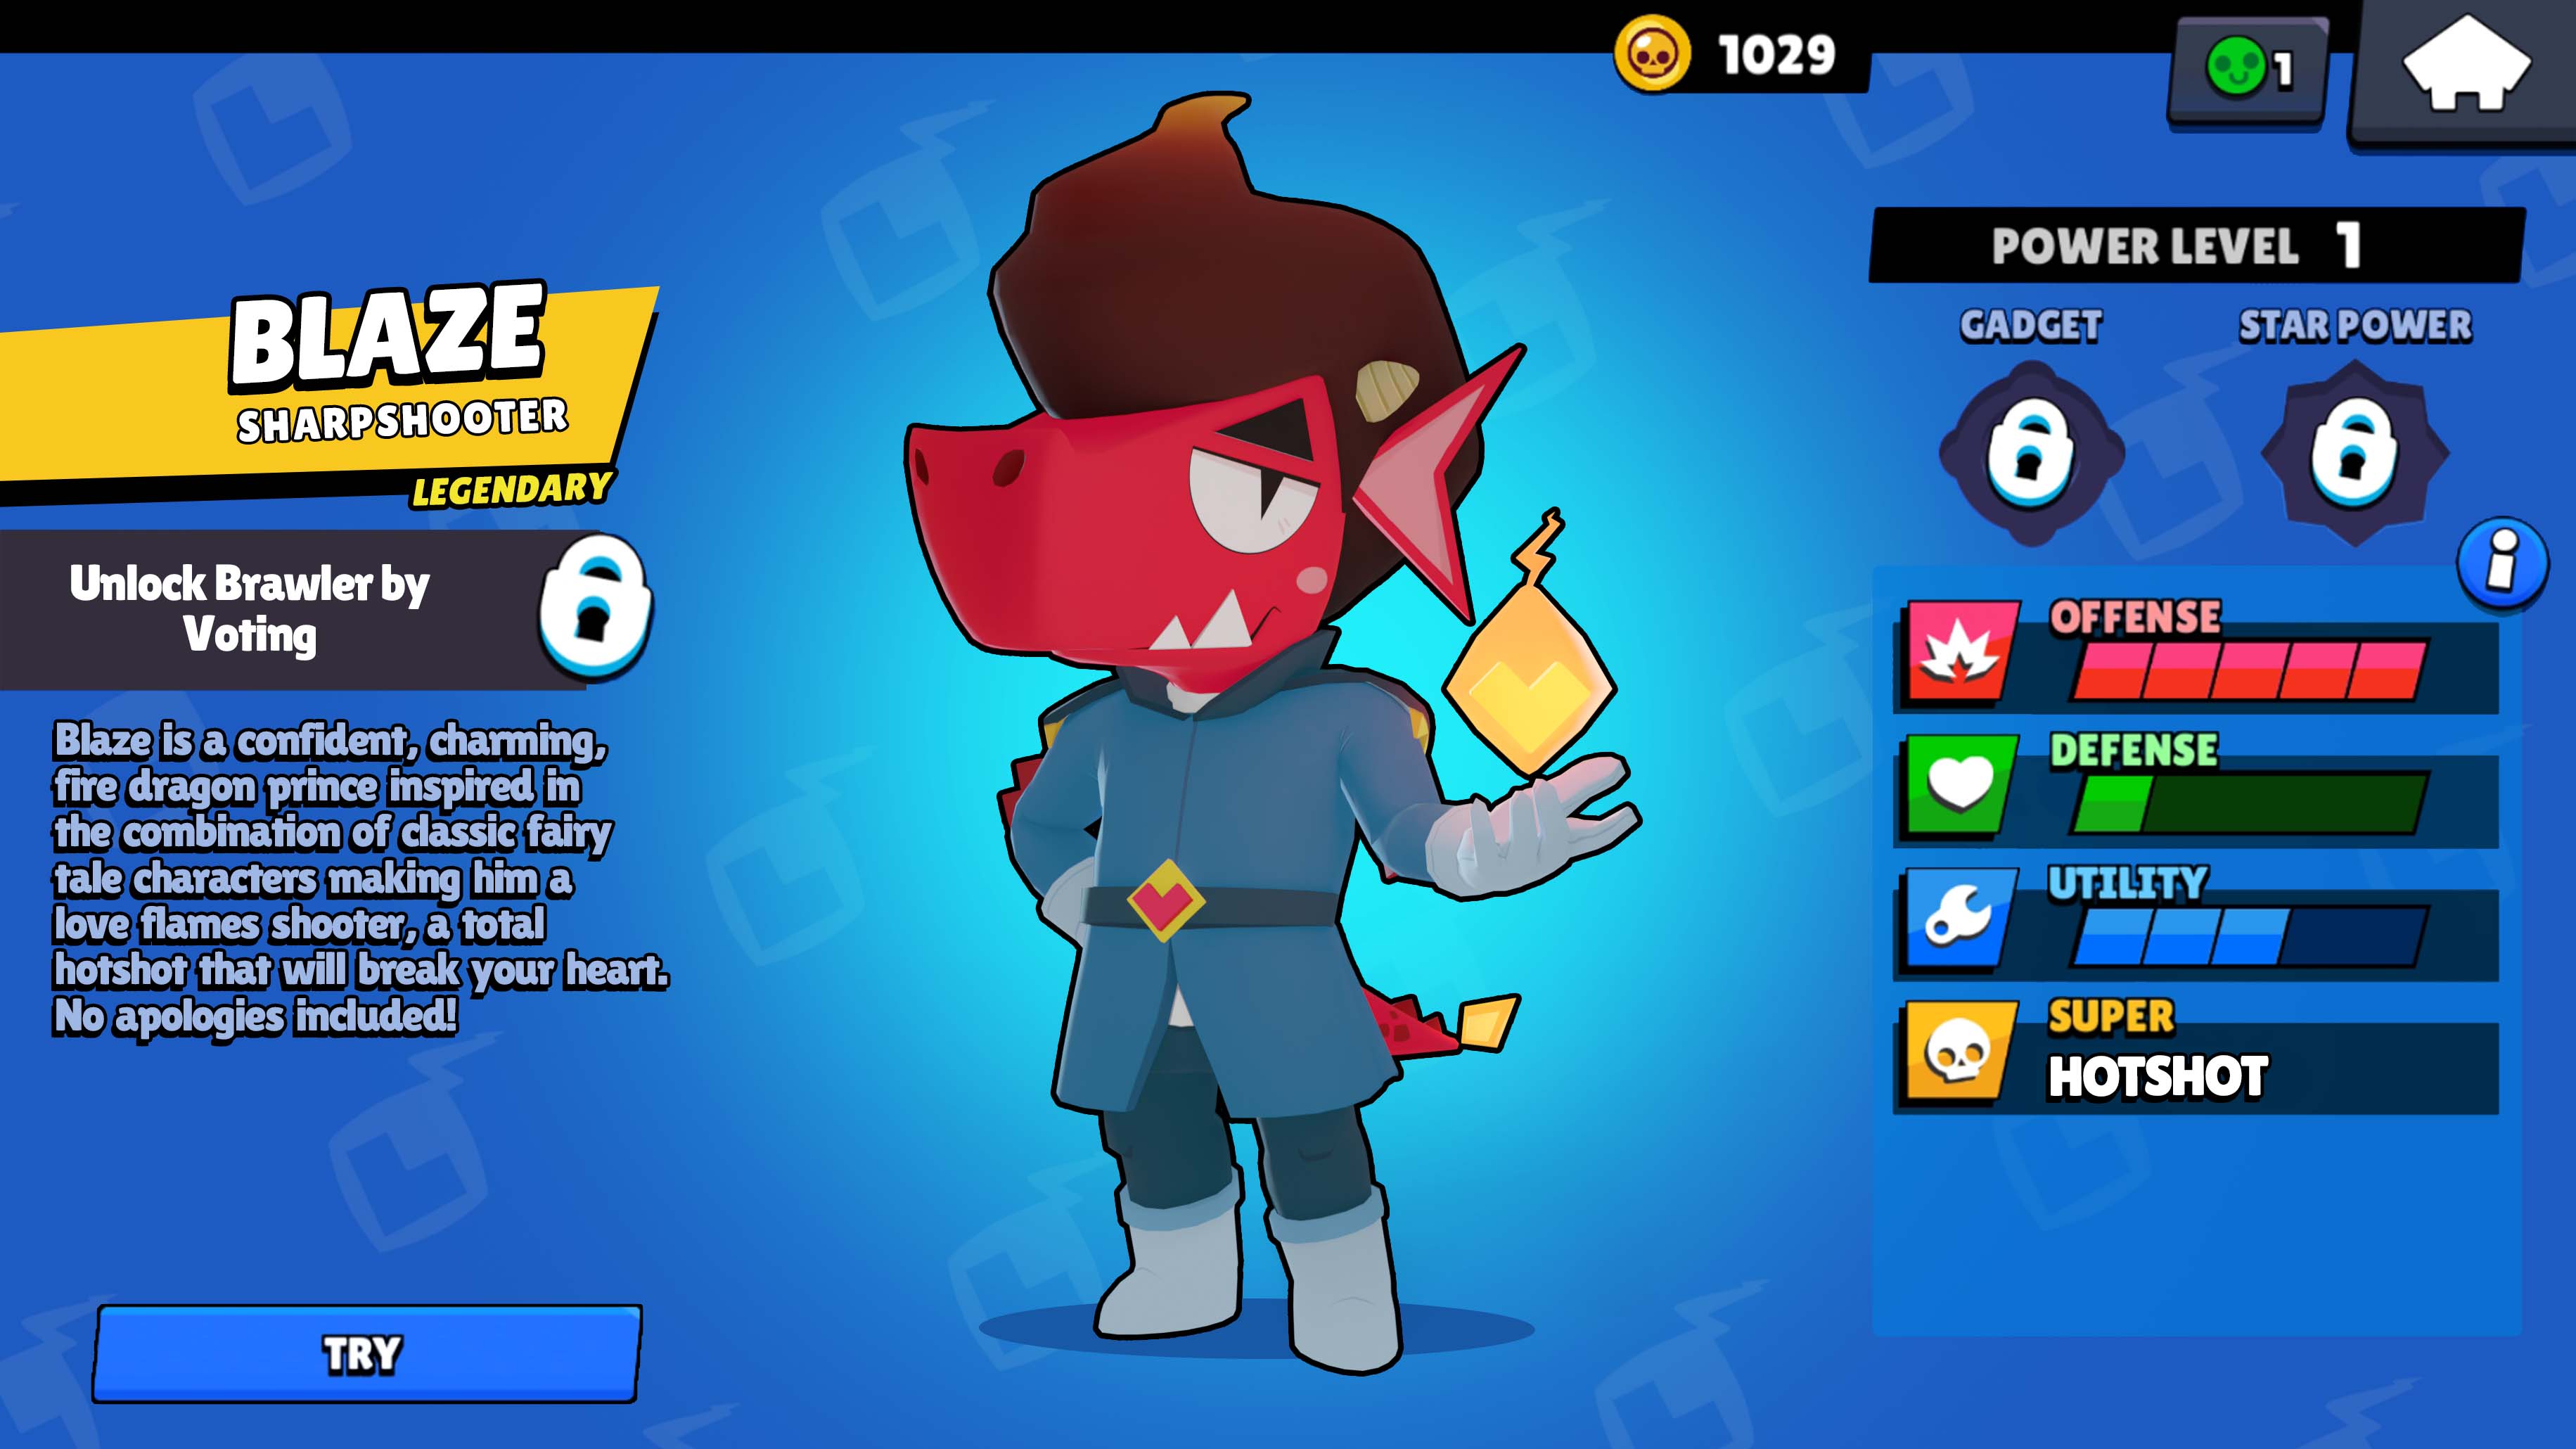 1029
1
BLAZE
SHARPSHOOTER
LEGENDARY
Unlock Brawler by
Voting
Blaze is a confident, charming,
fire dragon prince inspired in
the combination of classic fairy
tale characters making him a
love flames shooter, a total
hotshot that will break your heart.
No apologies included!
TRY
POWER LEVEL 1
GADGET
STAR POWER
OFFENSE
DEFENSE
UTILITY
SUPER
HOTSHOT